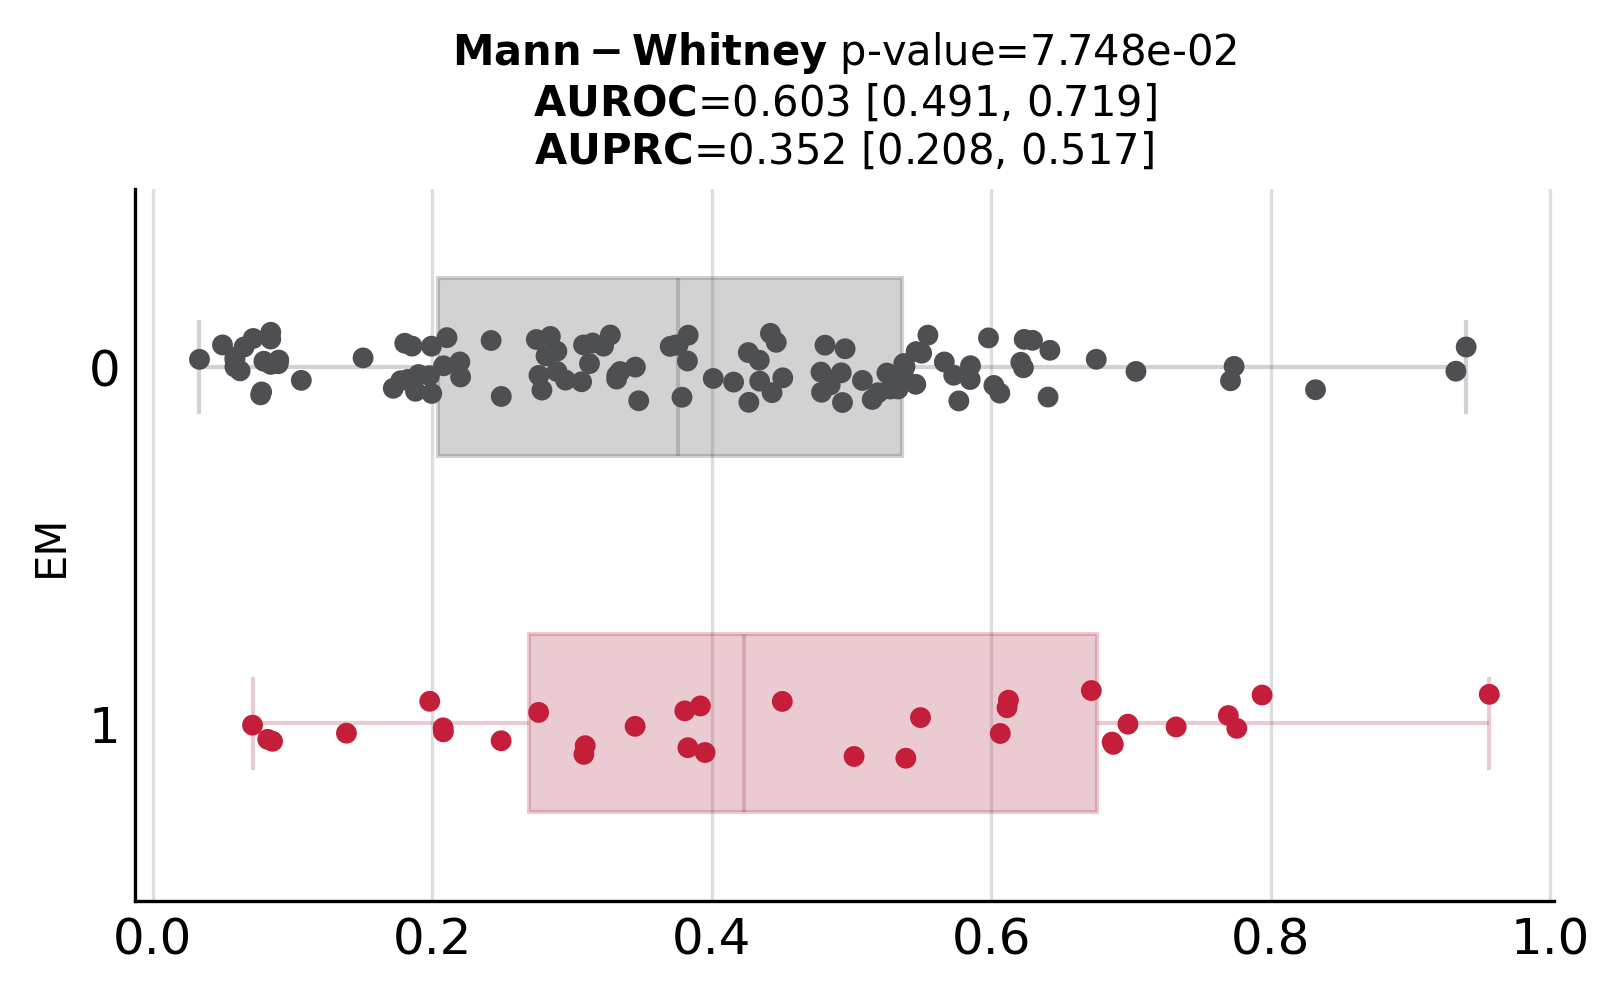 Mann – Whitney p-value=7.748e-02
AUROC=0.603 [0.491, 0.719]
AUPRC=0.352 [0.208, 0.517]
0
EM
1
0.0 0.2 0.4 0.6 0.8 1.0